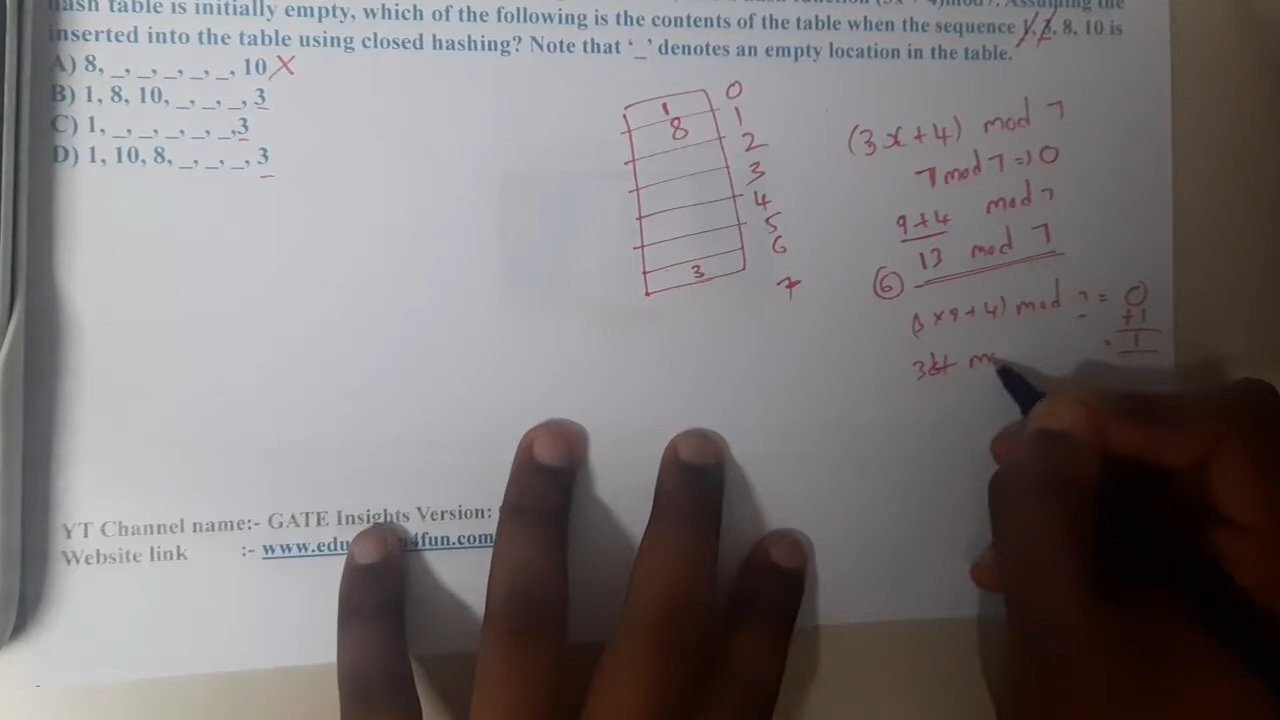 hash table is initially empty, which of the following is the contents of the table when the sequence 1, 3, 8, 10 is
inserted into the table using closed hashing? Note that ‘_’ denotes an empty location in the table.
A) 8, _, _, _, _, _, 10 X
B) 1, 8, 10, _, _, _, 3
C) 1, _, _, _, _, _,3
D) 1, 10, 8, _, _, _, 3
1 0
8 1
2
3
4
5
6
3 7
(3x+4) mod 7
7 mod 7 => 0
9+4 mod 7
13 mod 7
6
mod 7 = 0
+1
= 1
YT Channel name:- GATE Insights Version:
Website link :- www.edu 4fun.com